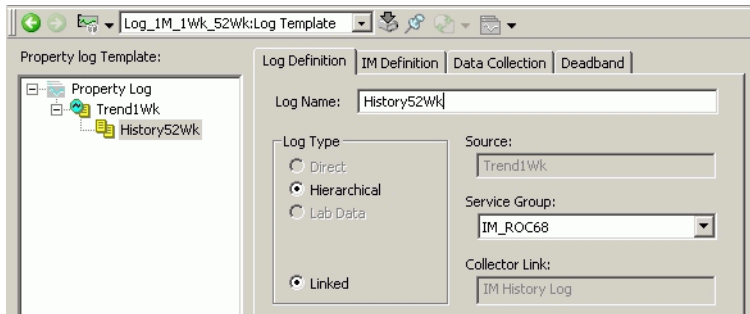 Log_1M_1Wk_52Wk:Log Template
Property log Template:
Property Log
Trend1Wk
History52Wk
Log Definition
IM Definition
Data Collection
Deadband
Log Name:
History52Wk
Log Type
Direct
Hierarchical
Lab Data
Linked
Source:
Trend1Wk
Service Group:
IM_ROC68
Collector Link:
IM History Log